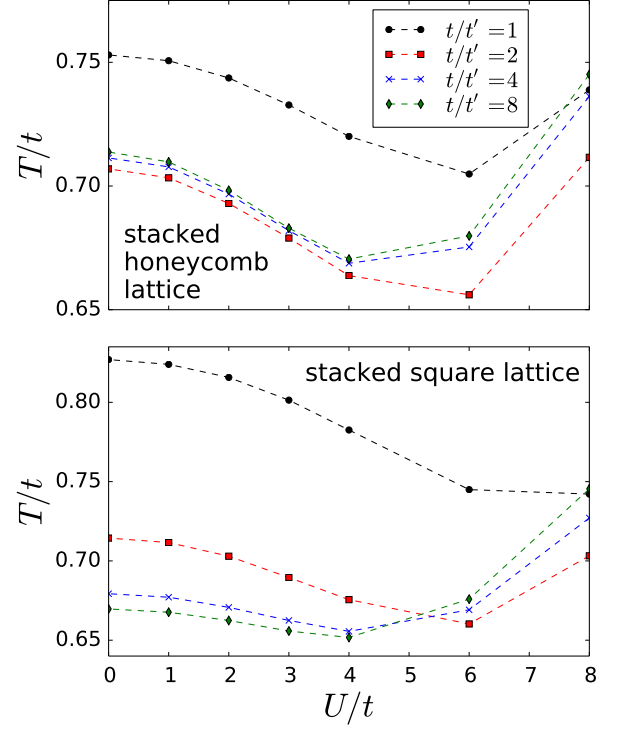 T/t
0.75
0.70
0.65
t/t′ =1
t/t′ =2
t/t′ =4
t/t′ =8
stacked
honeycomb
lattice
T/t
0.80
0.75
0.70
0.65
stacked square lattice
0 1 2 3 4 5 6 7 8
U/t